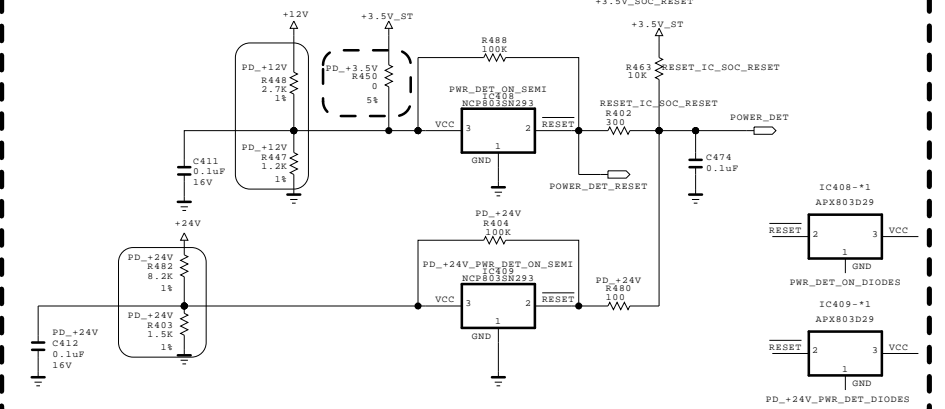 +3.5V_SOC_RESET
+12V
+3.5V_ST
+3.5V_ST
PD_+12V
R448
2.7K
1%
PD_+3.5V
R450
0
5%
R488
100K
R463
10K
RESET_IC_SOC_RESET
PWR_DET_ON_SEMI
IC408
NCP803SN293
VCC
3
2
RESET
1
GND
RESET_IC_SOC_RESET
R402
300
POWER_DET
POWER_DET_RESET
PD_+12V
R447
1.2K
1%
C411
0.1uF
16V
C474
0.1uF
+24V
PD_+24V
R482
8.2K
1%
PD_+24V
R403
1.5K
1%
PD_+24V
C412
0.1uF
16V
PD_+24V
R404
100K
PD_+24V_PWR_DET_ON_SEMI
IC409
NCP803SN293
VCC
3
2
RESET
1
GND
PD_+24V
R480
100
IC408-*1
APX803D29
RESET
2
3
VCC
1
GND
PWR_DET_ON_DIODES
IC409-*1
APX803D29
RESET
2
3
VCC
1
GND
PD_+24V_PWR_DET_DIODES